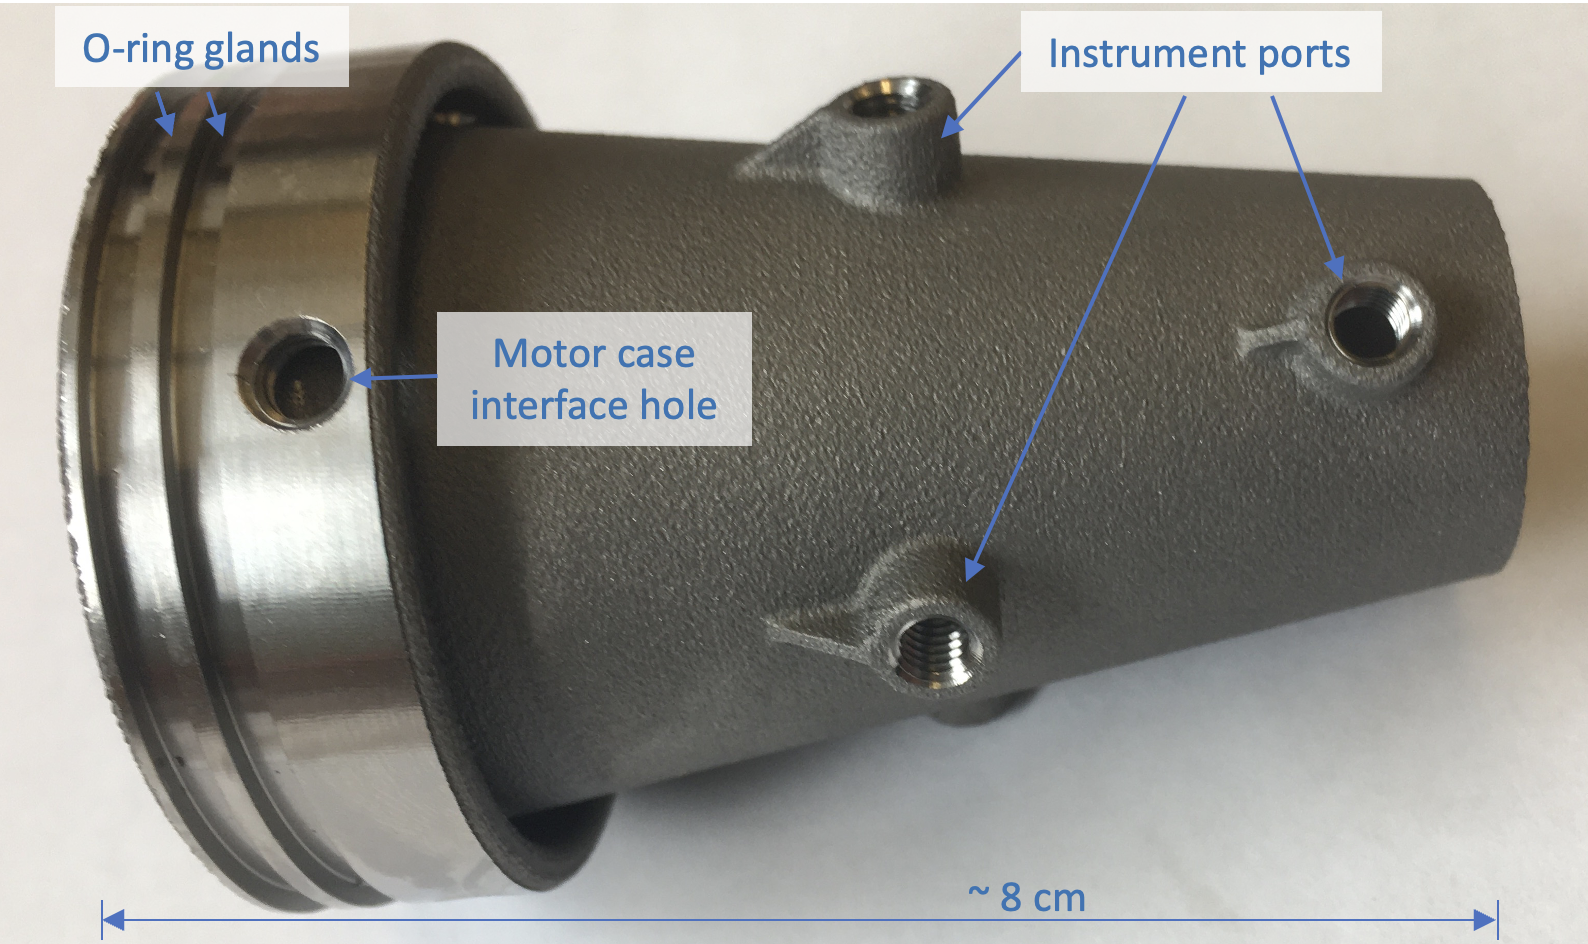 O-ring glands
Instrument ports
Motor case
interface hole
~ 8 cm